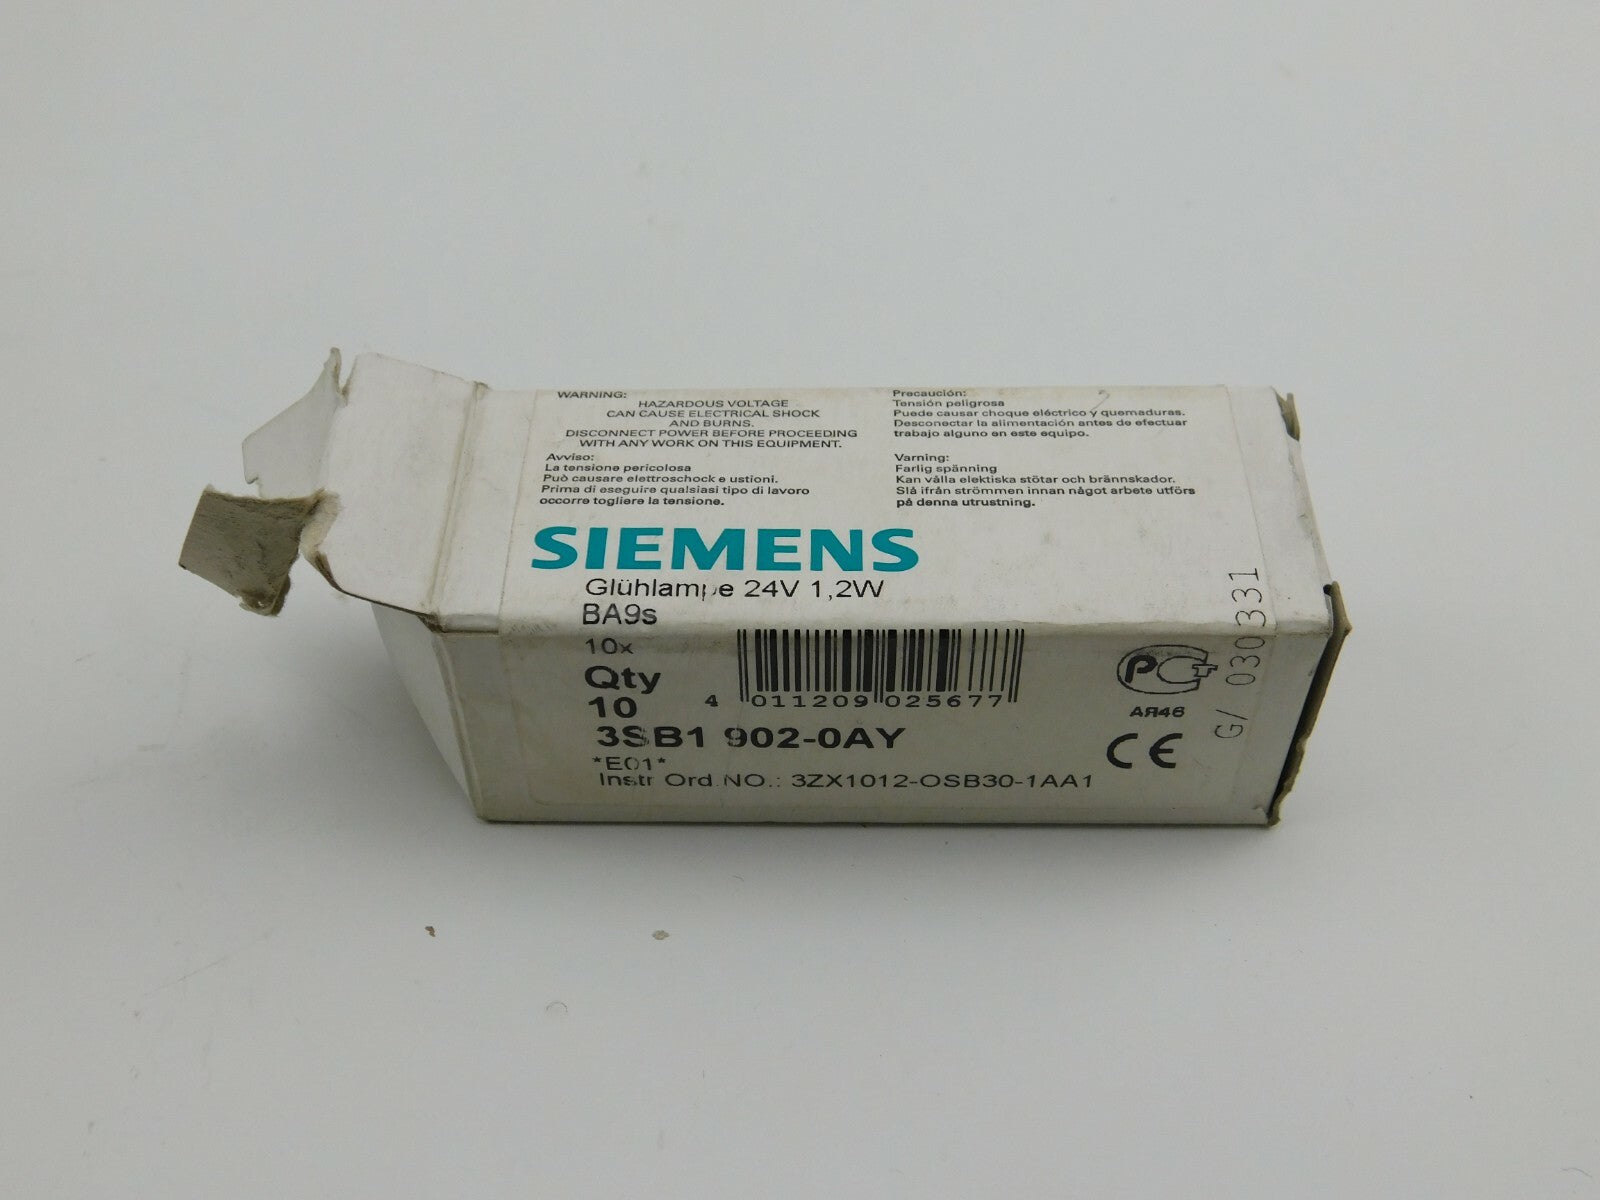 WARNING:
HAZARDOUS VOLTAGE
CAN CAUSE ELECTRICAL SHOCK
AND BURNS.
DISCONNECT POWER BEFORE PROCEEDING
WITH ANY WORK ON THIS EQUIPMENT.
Precaución:
Tensión peligrosa
Puede causar choque eléctrico y quemaduras.
Desconectar la alimentación antes de efectuar
trabajo alguno en este equipo.
Avviso:
La tensione pericolosa
Può causare elettroschock e ustioni.
Prima di eseguire qualsiasi tipo di lavoro
occorre togliere la tensione.
Varning:
Farlig spänning
Kan välla elektiska stötar och brännskador.
Slå ifrån strömmen innan något arbete utförs
på denna utrustning.
SIEMENS
Glühlampe 24V 1,2W
BA9s
10x
Qty
10
4 011209 025677
3SB1 902-0AY
*E01*
Instr Ord.NO.: 3ZX1012-OSB30-1AA1
РСТ
АЯ46
CE
G/ 030331